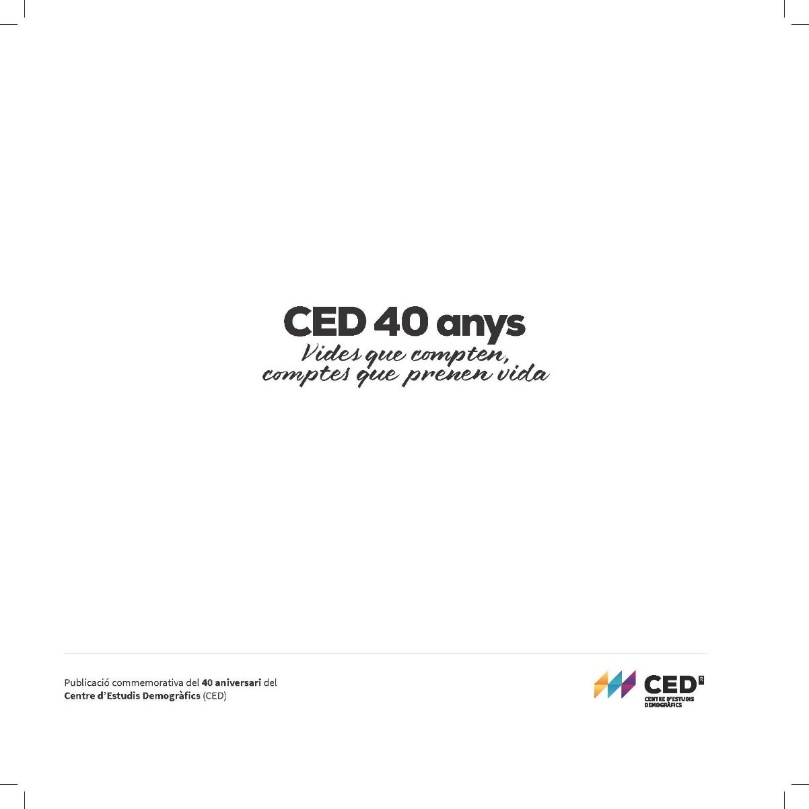 CED 40 anys
Vides que compten,
comptes que prenen vida
Publicació commemorativa del 40 aniversari del
Centre d'Estudis Demogràfics (CED)
CED
CENTRE D'ESTUDIS
DEMOGRÀFICS